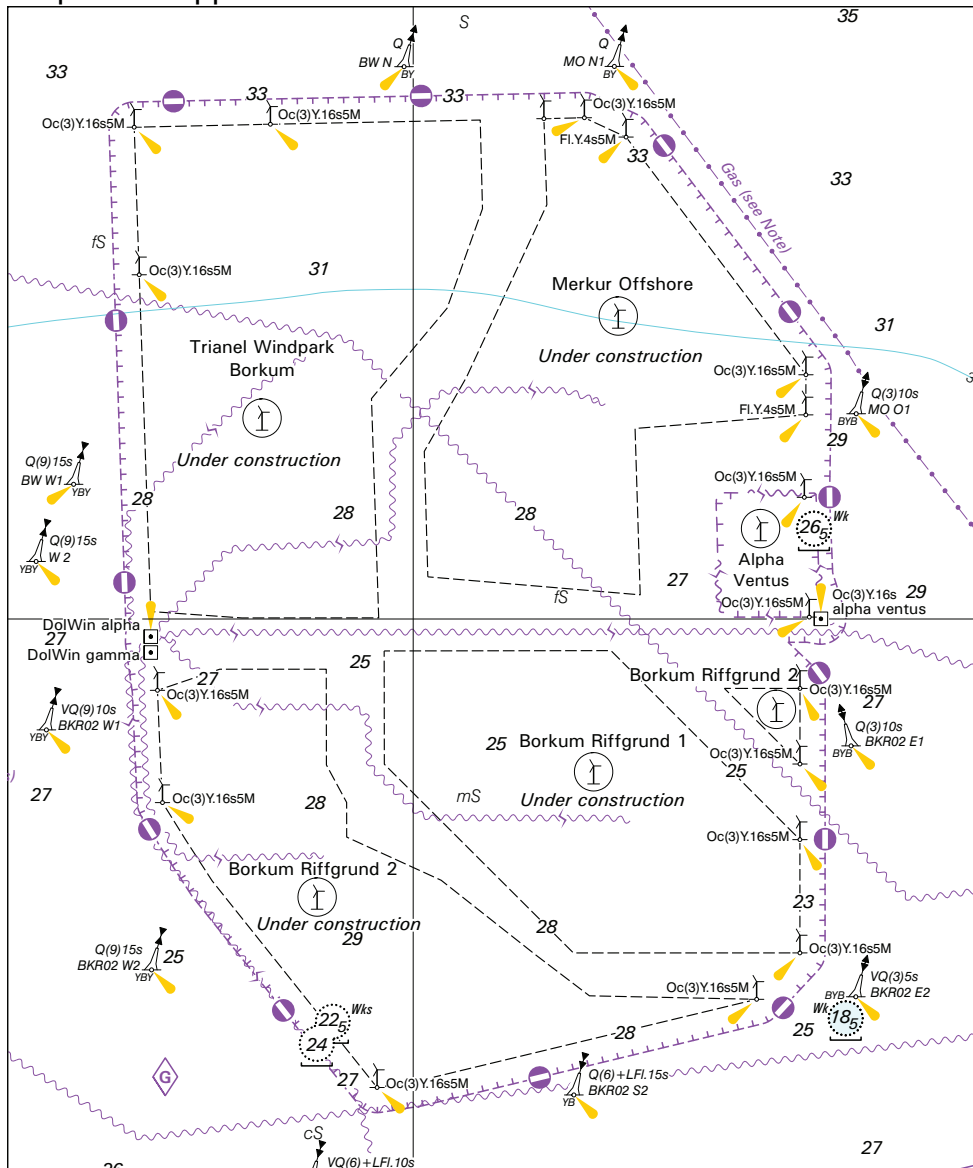 35
S
Q
BW N
BY
Q
MO N1
BY
33
33
33
Oc(3)Y.16s5M
Oc(3)Y.16s5M
Oc(3)Y.16s5M
Fl.Y.4s5M
33
33
Gas (see Note)
fS
Oc(3)Y.16s5M
31
Merkur Offshore
Under construction
31
Trianel Windpark
Borkum
Under construction
Oc(3)Y.16s5M
Fl.Y.4s5M
Q(3)10s
MO O1
BYB
29
Q(9)15s
BW W1
YBY
28
Oc(3)Y.16s5M
26₅
Wk
28
28
Q(9)15s
W 2
YBY
Alpha
Ventus
27
fS
Oc(3)Y.16s5M
Oc(3)Y.16s
29
alpha ventus
DolWin alpha
27
DolWin gamma
25
27
Oc(3)Y.16s5M
Borkum Riffgrund 2
Oc(3)Y.16s5M
27
VQ(9)10s
BKR02 W1
YBY
Q(3)10s
BKR02 E1
BYB
25
Borkum Riffgrund 1
Under construction
Oc(3)Y.16s5M
25
27
Oc(3)Y.16s5M
28
mS
Oc(3)Y.16s5M
Borkum Riffgrund 2
Under construction
29
23
28
Oc(3)Y.16s5M
Q(9)15s
BKR02 W2
YBY
25
Oc(3)Y.16s5M
VQ(3)5s
BKR02 E2
BYB
Wk
18₅
22₅
Wks
24
28
25
G
27
Oc(3)Y.16s5M
Q(6)+LFl.15s
BKR02 S2
YB
cS
27
VQ(6)+LFl.10s